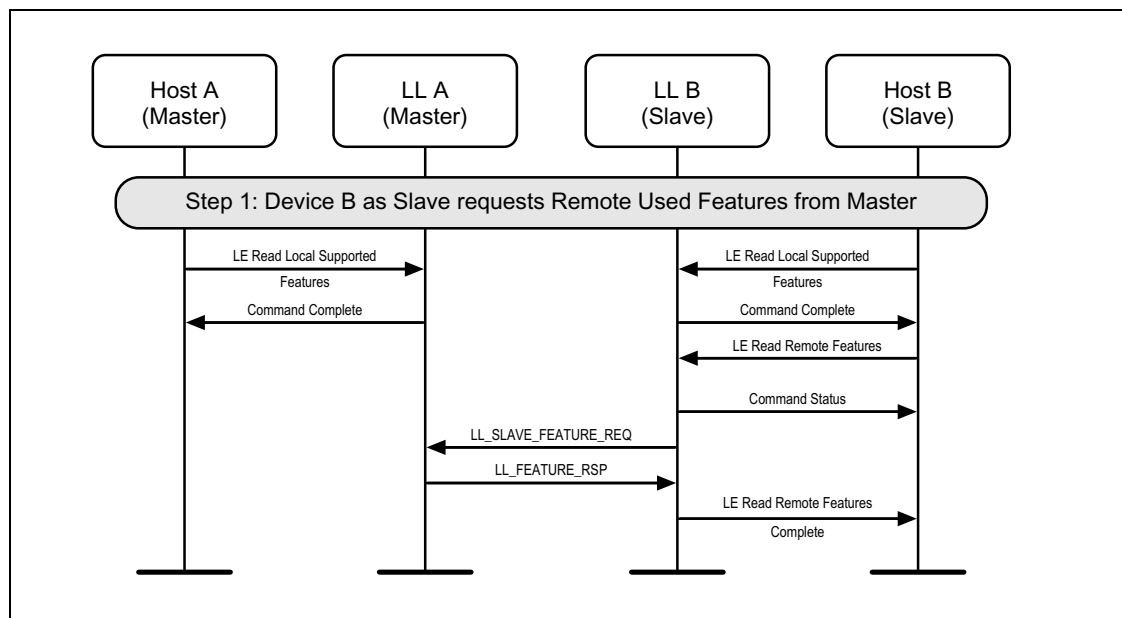 Host A
(Master)
LL A
(Master)
LL B
(Slave)
Host B
(Slave)
Step 1: Device B as Slave requests Remote Used Features from Master
LE Read Local Supported
Features
LE Read Local Supported
Features
Command Complete
Command Complete
LE Read Remote Features
Command Status
LL_SLAVE_FEATURE_REQ
LL_FEATURE_RSP
LE Read Remote Features
Complete